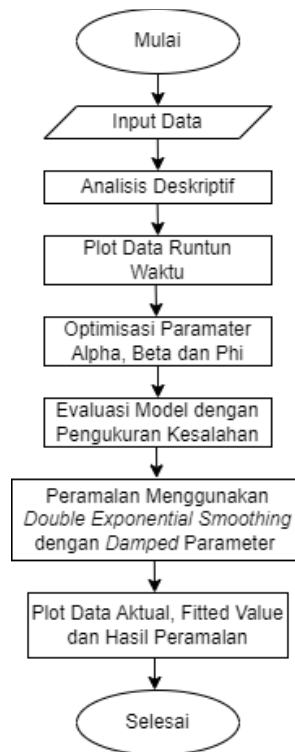 Mulai
Input Data
Analisis Deskriptif
Plot Data Runtun
Waktu
Optimisasi Paramater
Alpha, Beta dan Phi
Evaluasi Model dengan
Pengukuran Kesalahan
Peramalan Menggunakan
Double Exponential Smoothing
dengan Damped Parameter
Plot Data Aktual, Fitted Value
dan Hasil Peramalan
Selesai